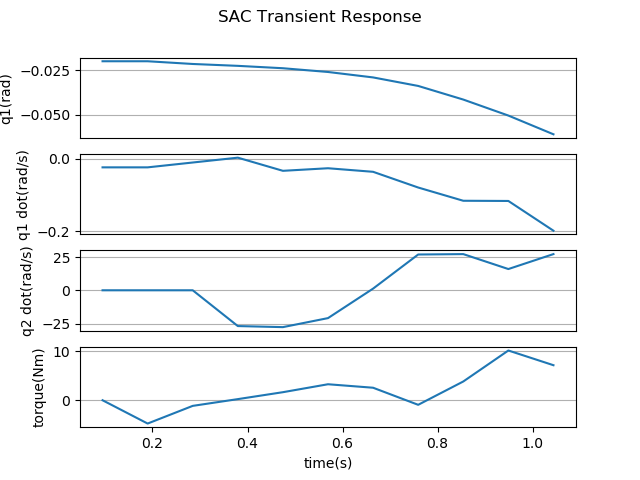 SAC Transient Response
q1(rad)
−0.025
−0.050
q1 dot(rad/s)
0.0
−0.2
q2 dot(rad/s)
25
0
−25
torque(Nm)
10
0
0.2 0.4 0.6 0.8 1.0
time(s)